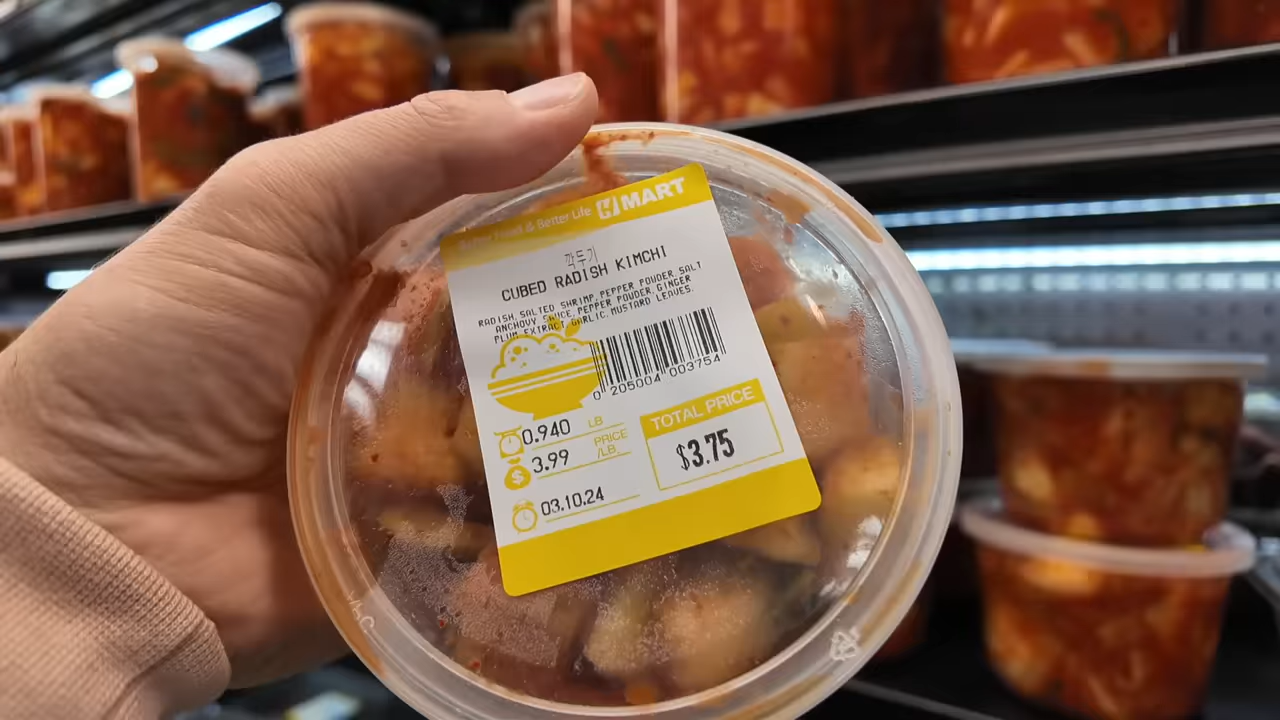 Better Food & Better Life H MART
깍두기
CUBED RADISH KIMCHI
RADISH, SALTED SHRIMP, PEPPER POWDER, SALT
ANCHOVY SAUCE, PEPPER POWDER, GINGER
PLUM EXTRACT, GARLIC, MUSTARD LEAVES,
0 205004 003754
0.940 LB
3.99 PRICE /LB.
TOTAL PRICE
$3.75
03.10.24